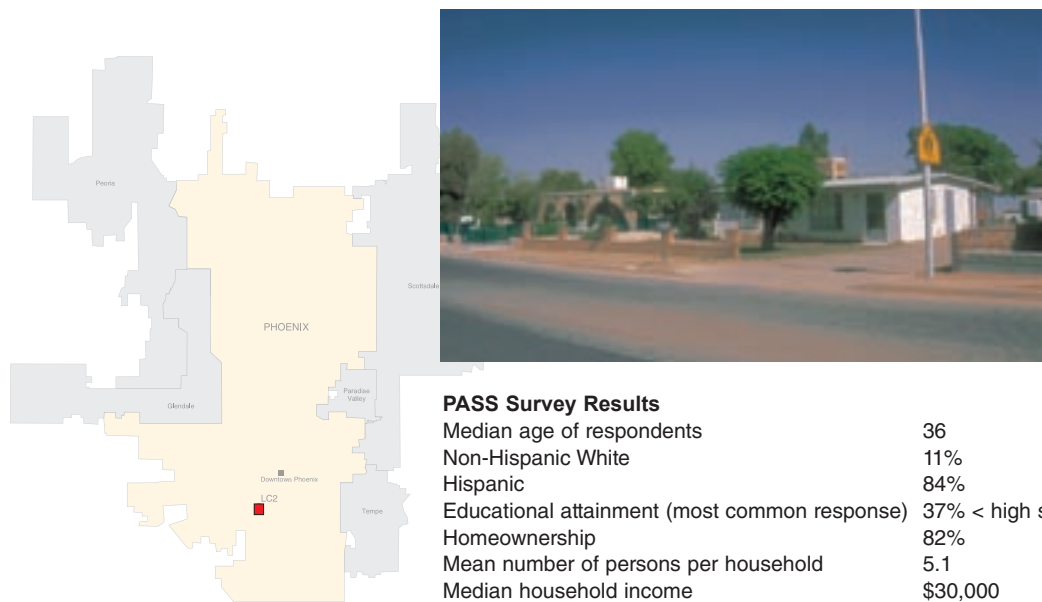 Peoria
Scottsdale
PHOENIX
Paradise
Valley
Glendale
Downtown Phoenix
LC2
Tempe
PASS Survey Results
Median age of respondents 36
Non-Hispanic White 11%
Hispanic 84%
Educational attainment (most common response) 37% < high s
Homeownership 82%
Mean number of persons per household 5.1
Median household income $30,000